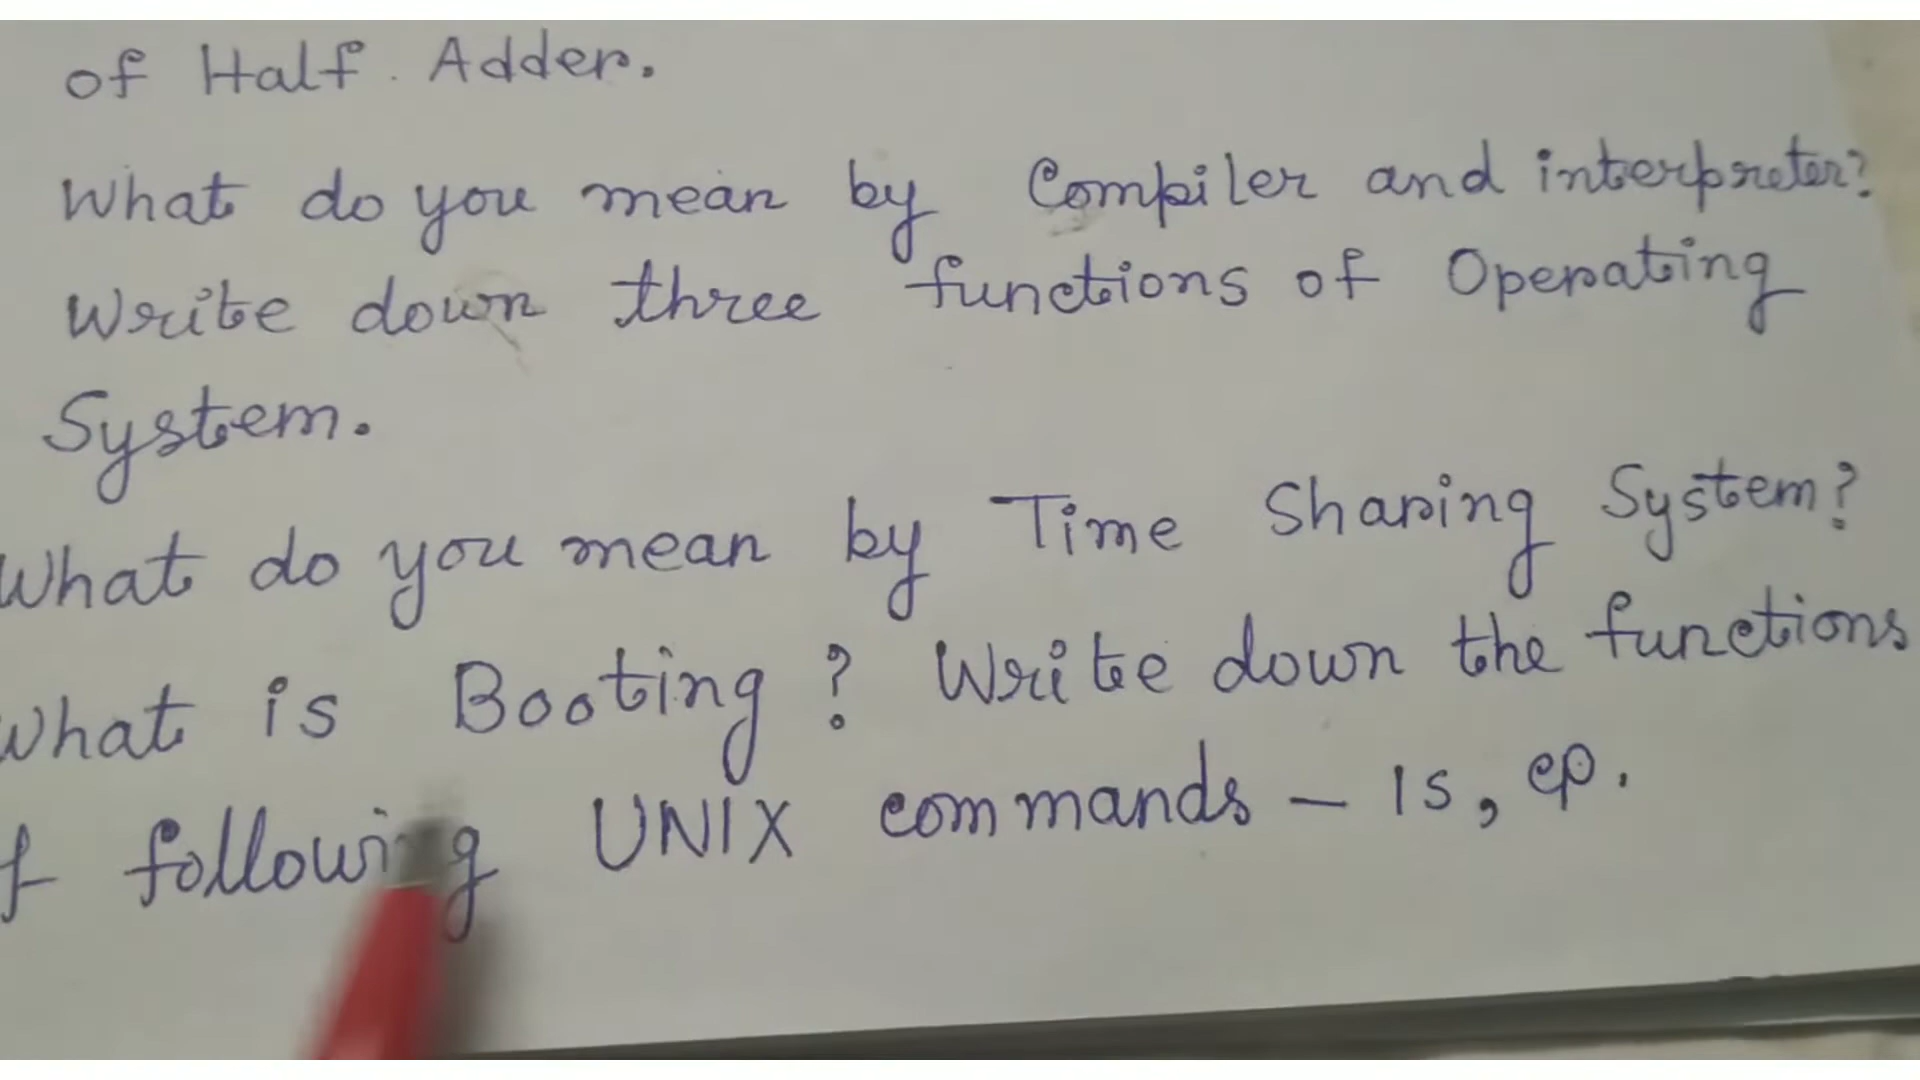 of Half Adder.
What do you mean by Compiler and interpreter?
Write down three functions of Operating
System.
What do you mean by Time Sharing System?
What is Booting? Write down the functions
following UNIX commands - ls, cp.